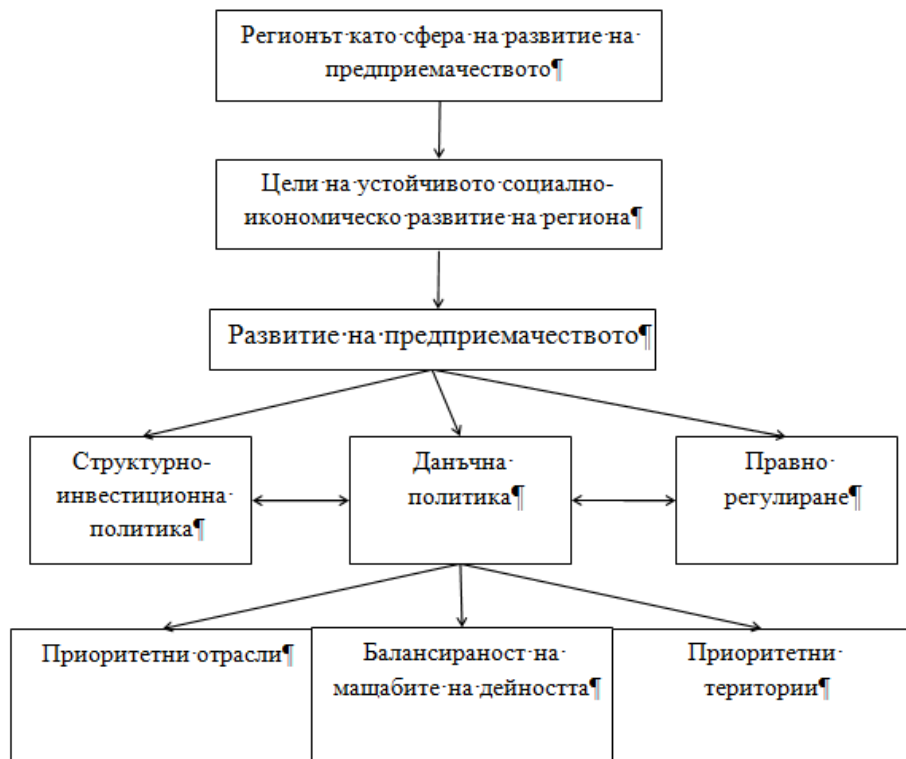 Регионът·като·сфера·на·развитие·на·
предприемачеството¶
Цели·на·устойчивото·социално-
икономическо·развитие·на·региона¶
Развитие·на·предприемачеството¶
Структурно-
инвестиционна·
политика¶
Данъчна·
политика¶
Правно·
регулиране¶
Приоритетни·отрасли¶
Балансираност·на·
мащабите·на·дейността¶
Приоритетни·
територии¶